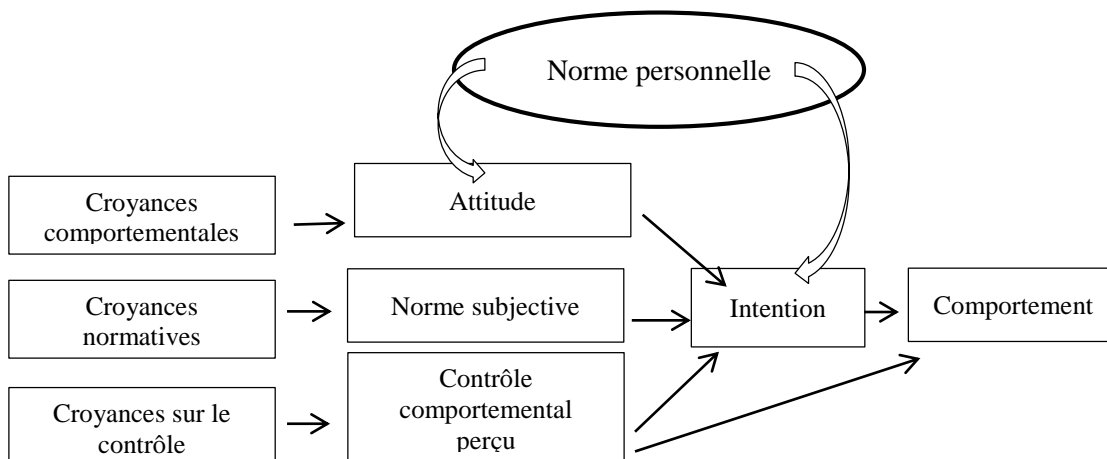 Norme personnelle
Croyances
comportementales
Attitude
Croyances
normatives
Norme subjective
Intention
Comportement
Croyances sur le
contrôle
Contrôle
comportemental
perçu